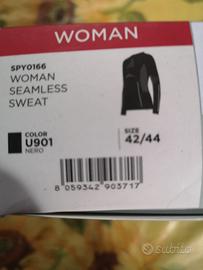 WOMAN
SPY0166
WOMAN
SEAMLESS
SWEAT
COLOR
U901
NERO
SIZE
42/44
8 059342 903717
subito